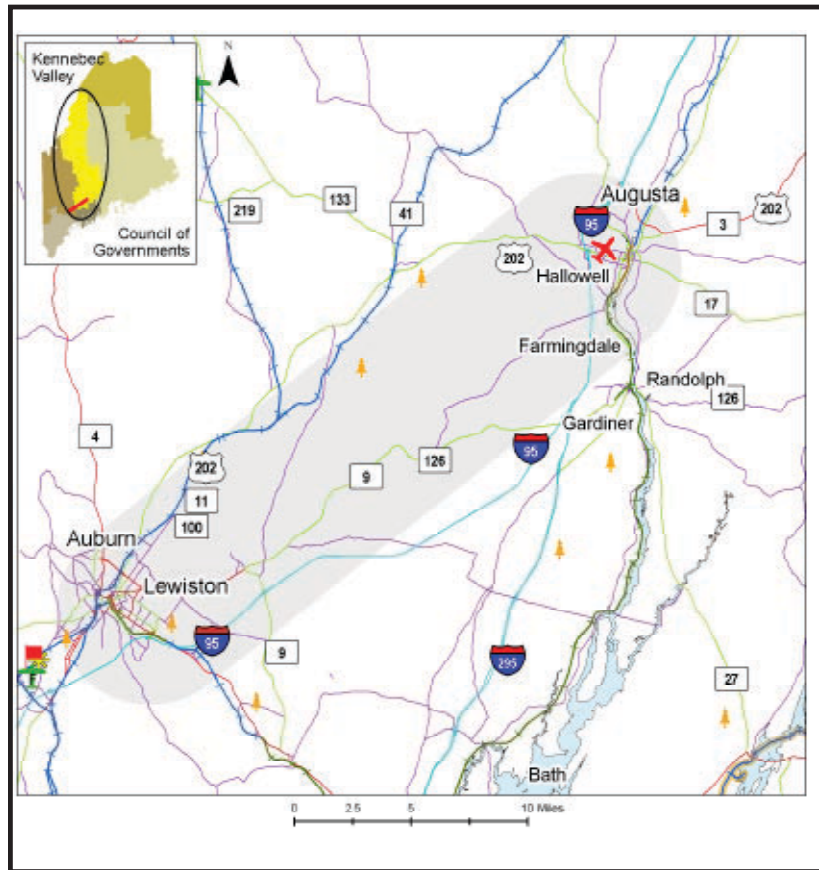 Kennebec
Valley
Council of
Governments
N
219
133
41
Augusta
95
3
202
202
Hallowell
17
Farmingdale
Randolph
126
Gardiner
4
95
126
9
202
11
100
Auburn
Lewiston
95
9
295
F
27
Bath
0 2.5 5 10 Miles